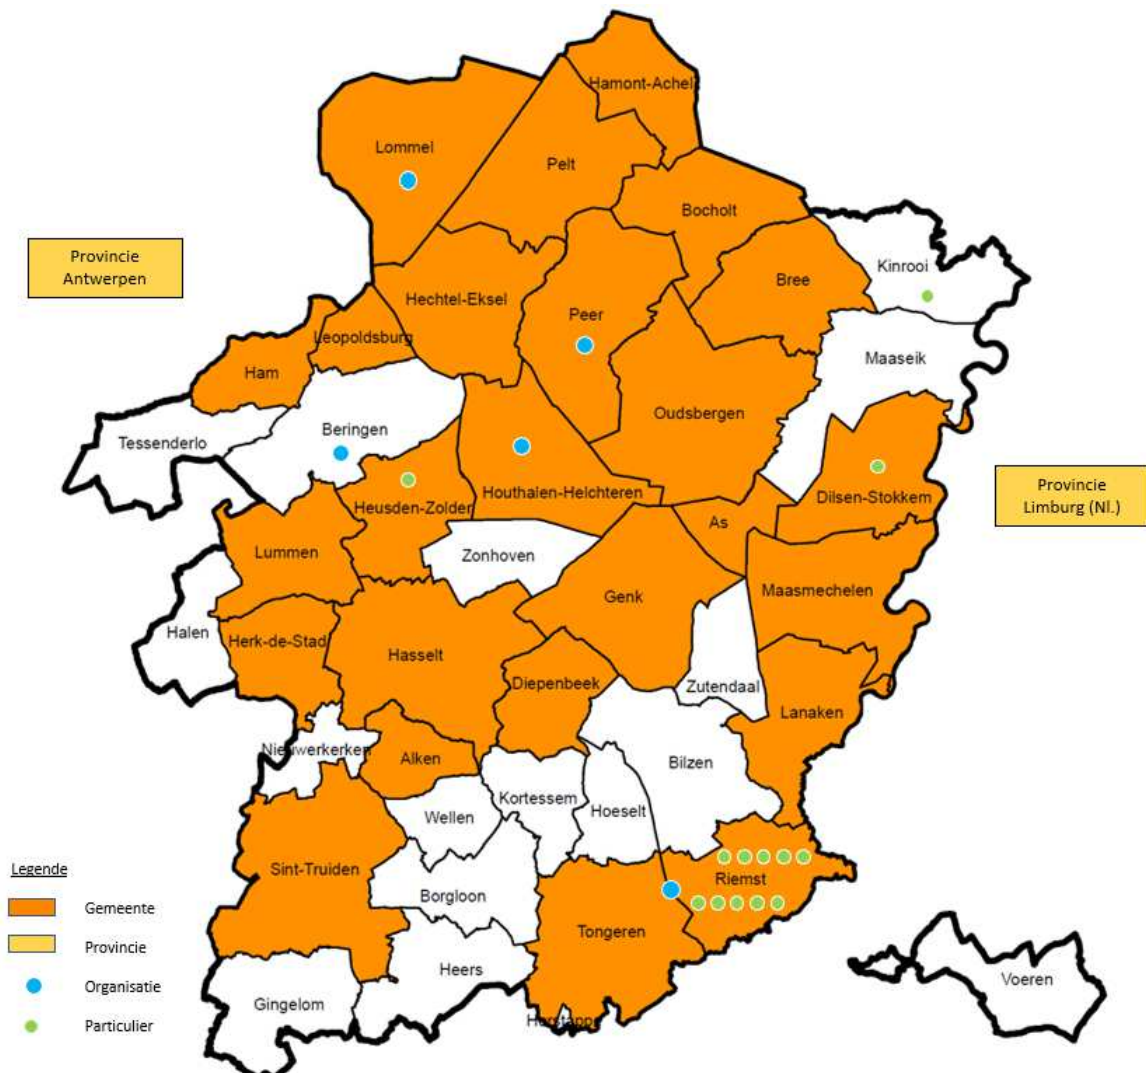 Hamont-Achel
Lommel
Pelt
Bocholt
Provincie
Antwerpen
Kinrooi
Bree
Hechtel-Eksel
Peer
Leopoldsburg
Maaseik
Ham
Oudsbergen
Beringen
Tessenderlo
Houthalen-Helchteren
Dilsen-Stokkem
Provincie
Limburg (Nl.)
Heusden-Zolder
As
Lummen
Zonhoven
Maasmechelen
Genk
Halen
Herk-de-Stad
Hasselt
Diepenbeek
Zutendaal
Lanaken
Nieuwerkerken
Alken
Bilzen
Kortessem
Hoeselt
Wellen
Legende
Sint-Truiden
Riemst
Borgloon
Gemeente
Tongeren
Provincie
Heers
Voeren
Organisatie
Gingelom
Herstappe
Particulier